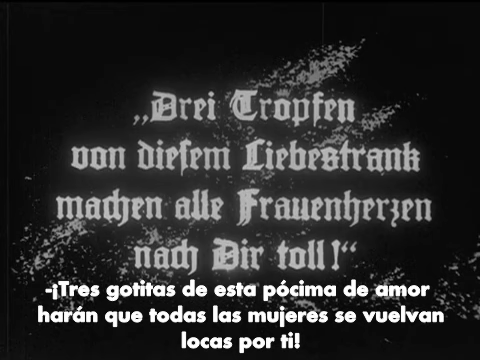 „Drei Tropfen
von diesem Liebestrank
machen alle Frauenherzen
nach Dir toll!“
-¡Tres gotitas de esta pócima de amor
harán que todas las mujeres se vuelvan
locas por ti!